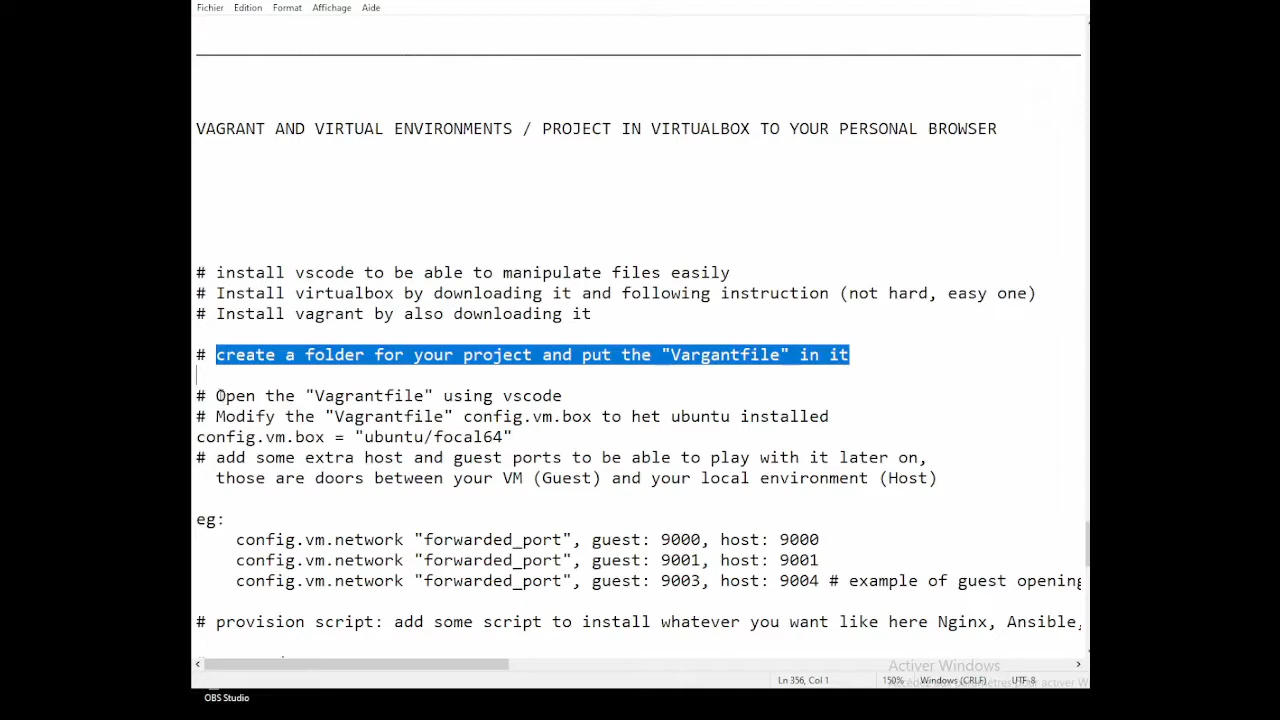 Fichier Edition Format Affichage Aide
VAGRANT AND VIRTUAL ENVIRONMENTS / PROJECT IN VIRTUALBOX TO YOUR PERSONAL BROWSER
# install vscode to be able to manipulate files easily
# Install virtualbox by downloading it and following instruction (not hard, easy one)
# Install vagrant by also downloading it
# create a folder for your project and put the "Vargantfile" in it
# Open the "Vagrantfile" using vscode
# Modify the "Vagrantfile" config.vm.box to het ubuntu installed
config.vm.box = "ubuntu/focal64"
# add some extra host and guest ports to be able to play with it later on,
those are doors between your VM (Guest) and your local environment (Host)
eg:
config.vm.network "forwarded_port", guest: 9000, host: 9000
config.vm.network "forwarded_port", guest: 9001, host: 9001
config.vm.network "forwarded_port", guest: 9003, host: 9004 # example of guest opening
# provision script: add some script to install whatever you want like here Nginx, Ansible,
Activer Windows
Ln 356, Col 1 150% Windows (CRLF) UTF-8
OBS Studio